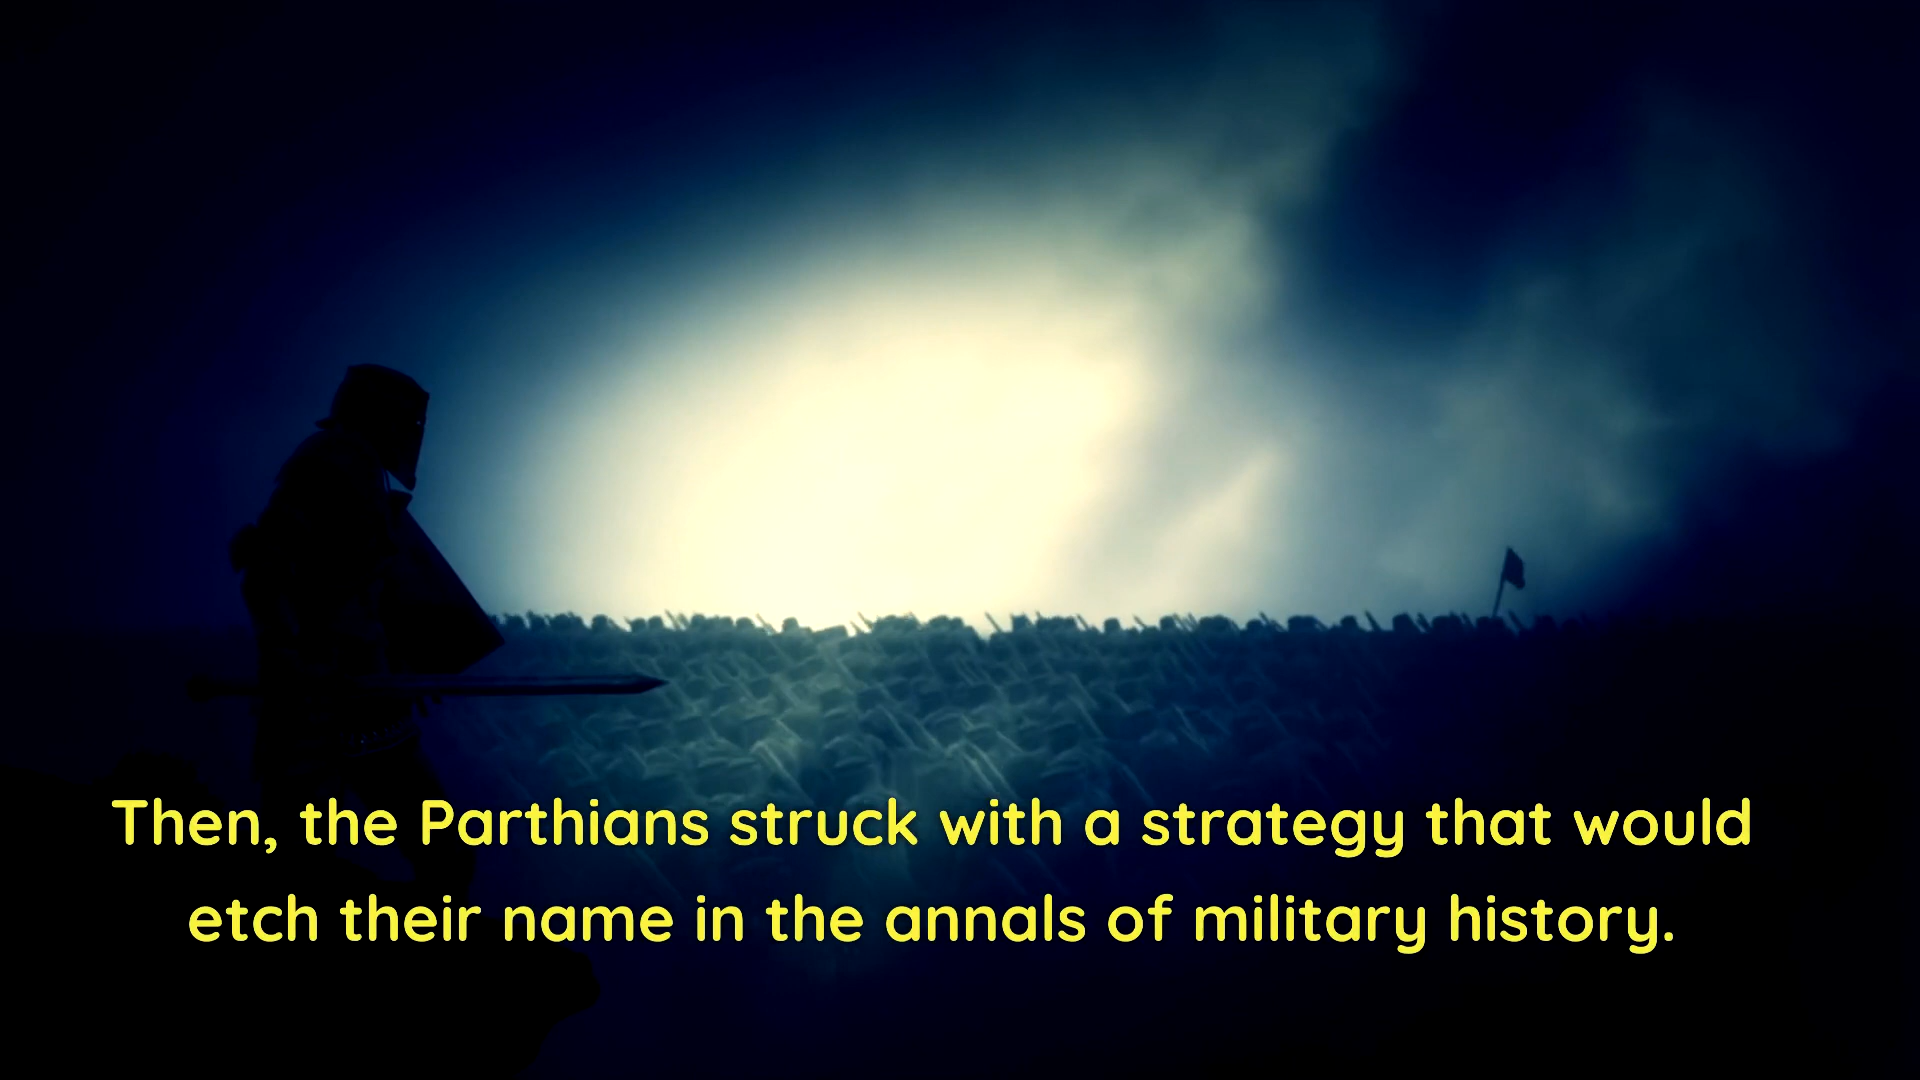 Then, the Parthians struck with a strategy that would
etch their name in the annals of military history.